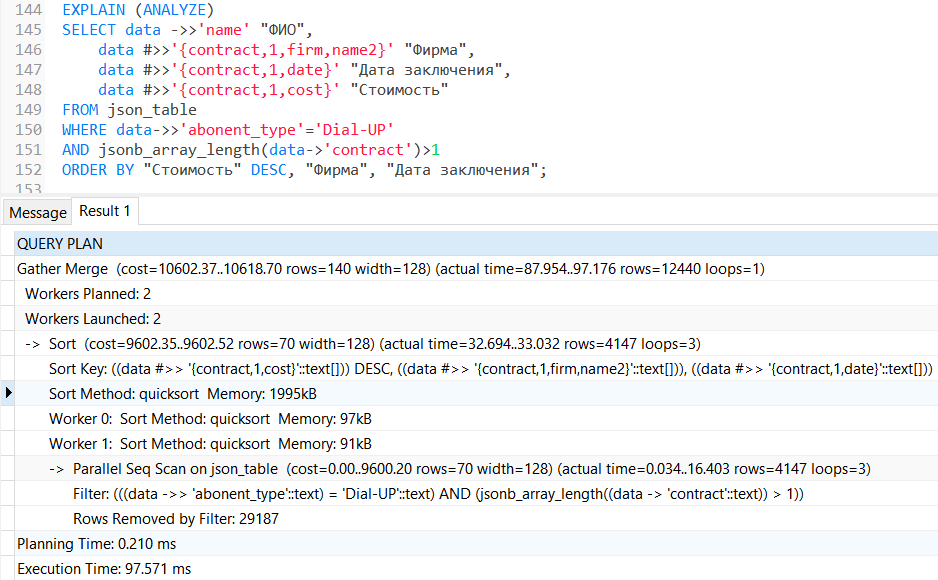 144 EXPLAIN (ANALYZE)
145 SELECT data ->>'name' "ФИО",
146 data #>>'{contract,1,firm,name2}' "Фирма",
147 data #>>'{contract,1,date}' "Дата заключения",
148 data #>>'{contract,1,cost}' "Стоимость"
149 FROM json_table
150 WHERE data->>'abonent_type'='Dial-UP'
151 AND jsonb_array_length(data->'contract')>1
152 ORDER BY "Стоимость" DESC, "Фирма", "Дата заключения";
153
Message Result 1
QUERY PLAN
Gather Merge (cost=10602.37..10618.70 rows=140 width=128) (actual time=87.954..97.176 rows=12440 loops=1)
Workers Planned: 2
Workers Launched: 2
-> Sort (cost=9602.35..9602.52 rows=70 width=128) (actual time=32.694..33.032 rows=4147 loops=3)
Sort Key: ((data #>> '{contract,1,cost}'::text[])) DESC, ((data #>> '{contract,1,firm,name2}'::text[])), ((data #>> '{contract,1,date}'::text[]))
Sort Method: quicksort Memory: 1995kB
Worker 0: Sort Method: quicksort Memory: 97kB
Worker 1: Sort Method: quicksort Memory: 91kB
-> Parallel Seq Scan on json_table (cost=0.00..9600.20 rows=70 width=128) (actual time=0.034..16.403 rows=4147 loops=3)
Filter: (((data ->> 'abonent_type'::text) = 'Dial-UP'::text) AND (jsonb_array_length((data -> 'contract'::text)) > 1))
Rows Removed by Filter: 29187
Planning Time: 0.210 ms
Execution Time: 97.571 ms